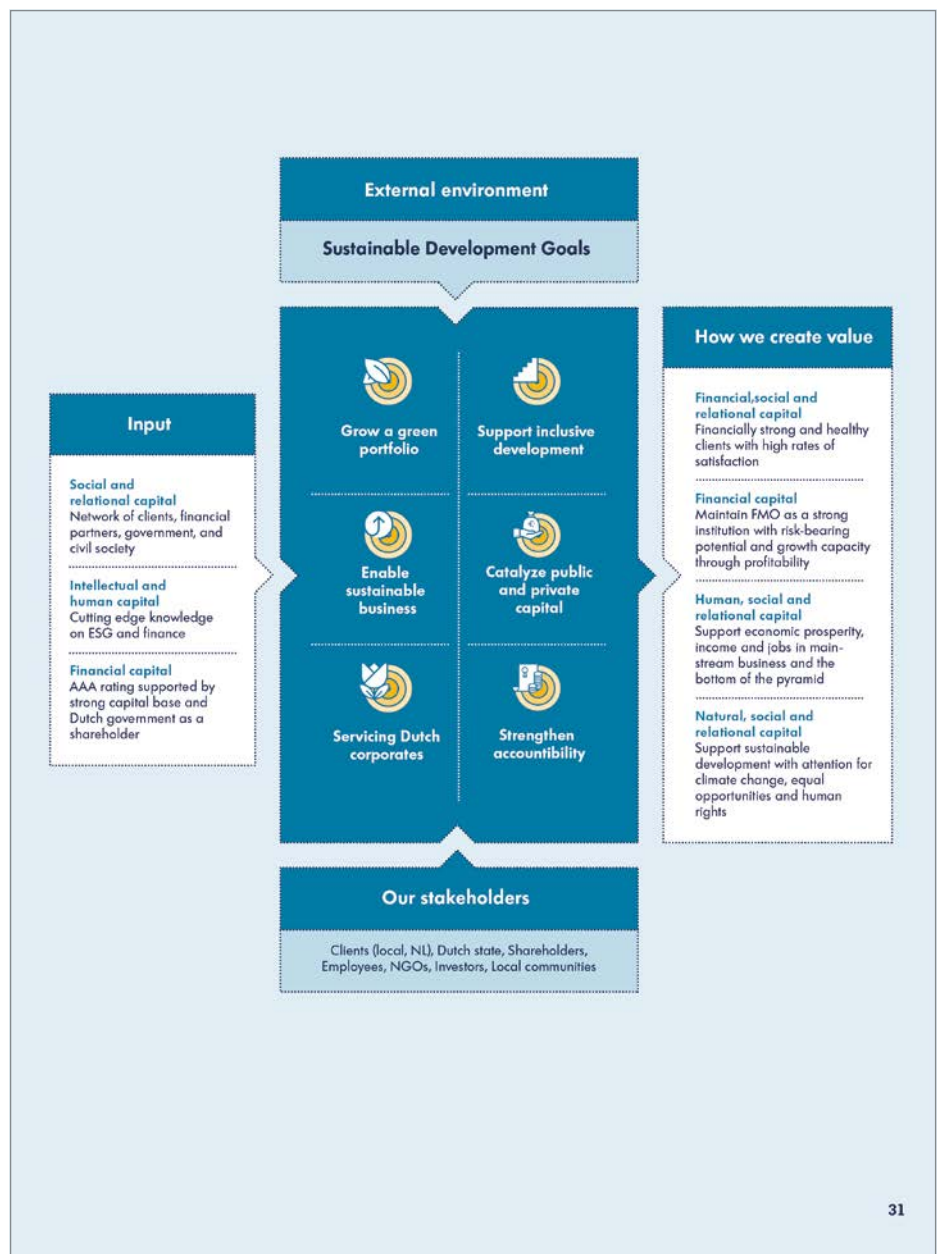 External environment
Sustainable Development Goals
Input
Social and
relational capital
Network of clients, financial
partners, government, and
civil society
Intellectual and
human capital
Cutting edge knowledge
on ESG and finance
Financial capital
AAA rating supported by
strong capital base and
Dutch government as a
shareholder
Grow a green
portfolio
Support inclusive
development
Enable
sustainable
business
Catalyze public
and private
capital
Servicing Dutch
corporates
Strengthen
accountibility
How we create value
Financial,social and
relational capital
Financially strong and healthy
clients with high rates of
satisfaction
Financial capital
Maintain FMO as a strong
institution with risk-bearing
potential and growth capacity
through profitability
Human, social and
relational capital
Support economic prosperity,
income and jobs in main-
stream business and the
bottom of the pyramid
Natural, social and
relational capital
Support sustainable
development with attention for
climate change, equal
opportunities and human
rights
Our stakeholders
Clients (local, NL), Dutch state, Shareholders,
Employees, NGOs, Investors, Local communities
31